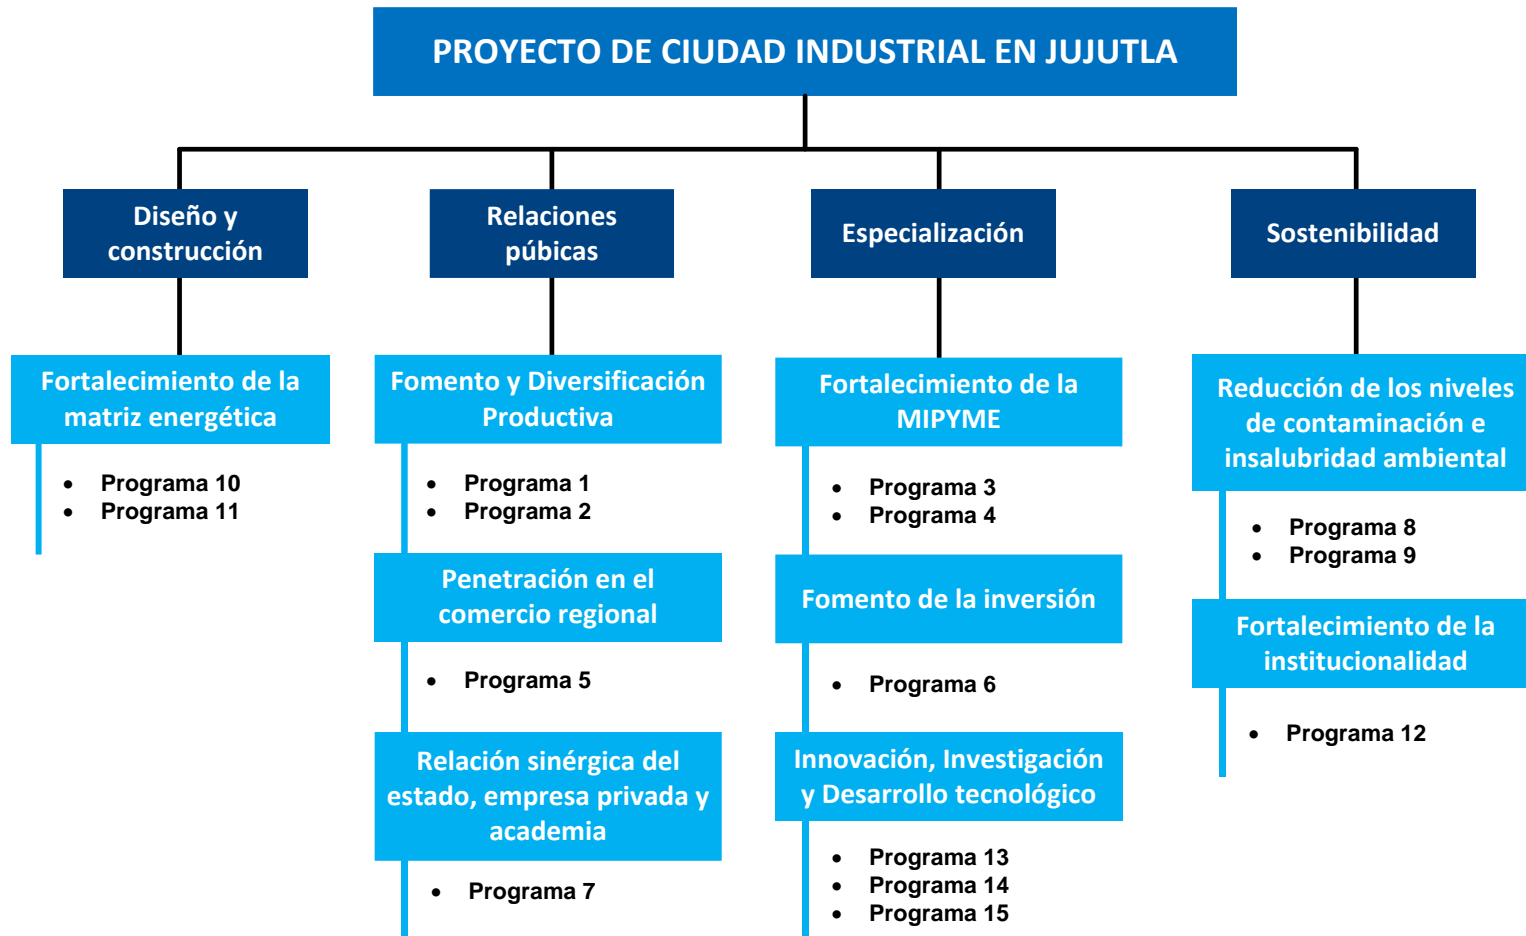 PROYECTO DE CIUDAD INDUSTRIAL EN JUJUTLA
Diseño y
construcción
Fortalecimiento de la
matriz energética
• Programa 10
• Programa 11
Relaciones
púbicas
Fomento y Diversificación
Productiva
• Programa 1
• Programa 2
Penetración en el
comercio regional
• Programa 5
Relación sinérgica del
estado, empresa privada y
academia
• Programa 7
Especialización
Fortalecimiento de la
MIPYME
• Programa 3
• Programa 4
Fomento de la inversión
• Programa 6
Innovación, Investigación
y Desarrollo tecnológico
• Programa 13
• Programa 14
• Programa 15
Sostenibilidad
Reducción de los niveles
de contaminación e
insalubridad ambiental
• Programa 8
• Programa 9
Fortalecimiento de la
institucionalidad
• Programa 12